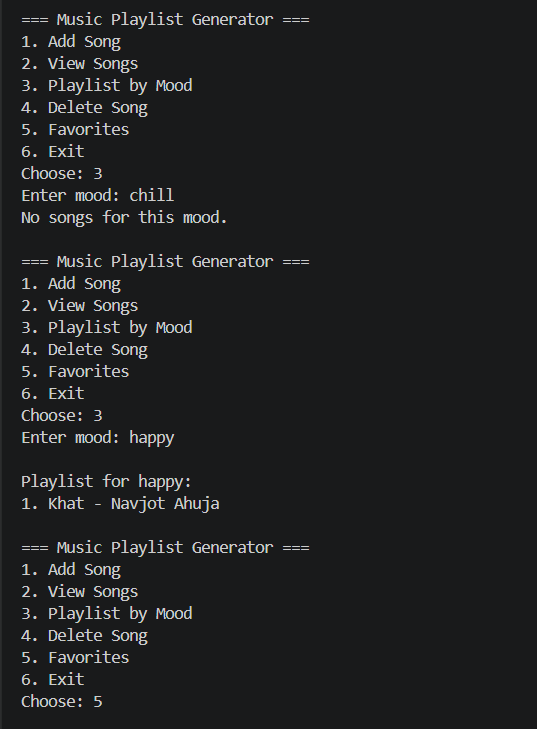 === Music Playlist Generator ===
1. Add Song
2. View Songs
3. Playlist by Mood
4. Delete Song
5. Favorites
6. Exit
Choose: 3
Enter mood: chill
No songs for this mood.
=== Music Playlist Generator ===
1. Add Song
2. View Songs
3. Playlist by Mood
4. Delete Song
5. Favorites
6. Exit
Choose: 3
Enter mood: happy
Playlist for happy:
1. Khat - Navjot Ahuja
=== Music Playlist Generator ===
1. Add Song
2. View Songs
3. Playlist by Mood
4. Delete Song
5. Favorites
6. Exit
Choose: 5